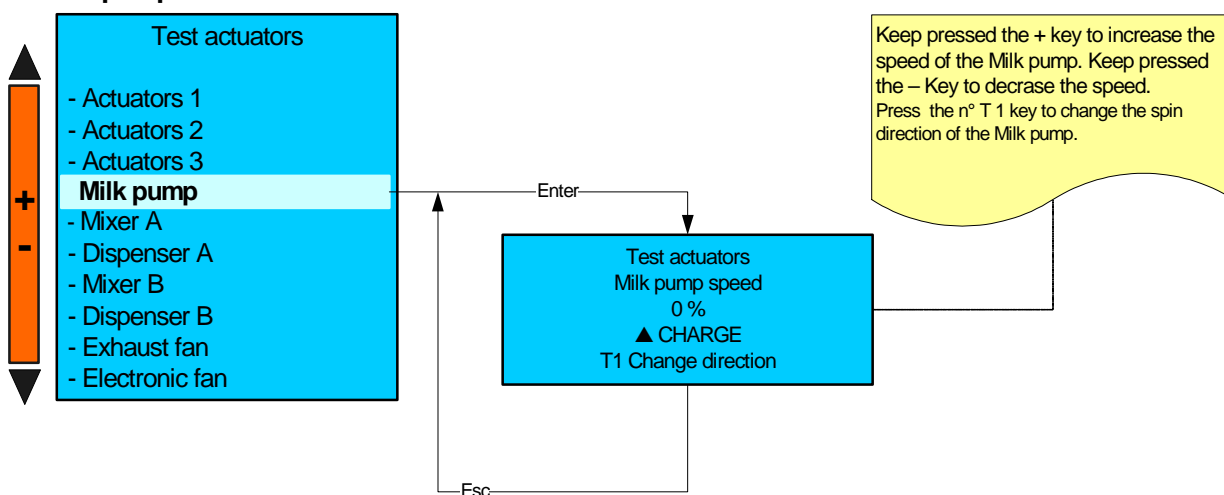 Test actuators
- Actuators 1
- Actuators 2
- Actuators 3
Milk pump
- Mixer A
- Dispenser A
- Mixer B
- Dispenser B
- Exhaust fan
- Electronic fan
+
-
Enter
Esc
Test actuators
Milk pump speed
0 %
▲ CHARGE
T1 Change direction
Keep pressed the + key to increase the
speed of the Milk pump. Keep pressed
the – Key to decrase the speed.
Press the n° T 1 key to change the spin
direction of the Milk pump.